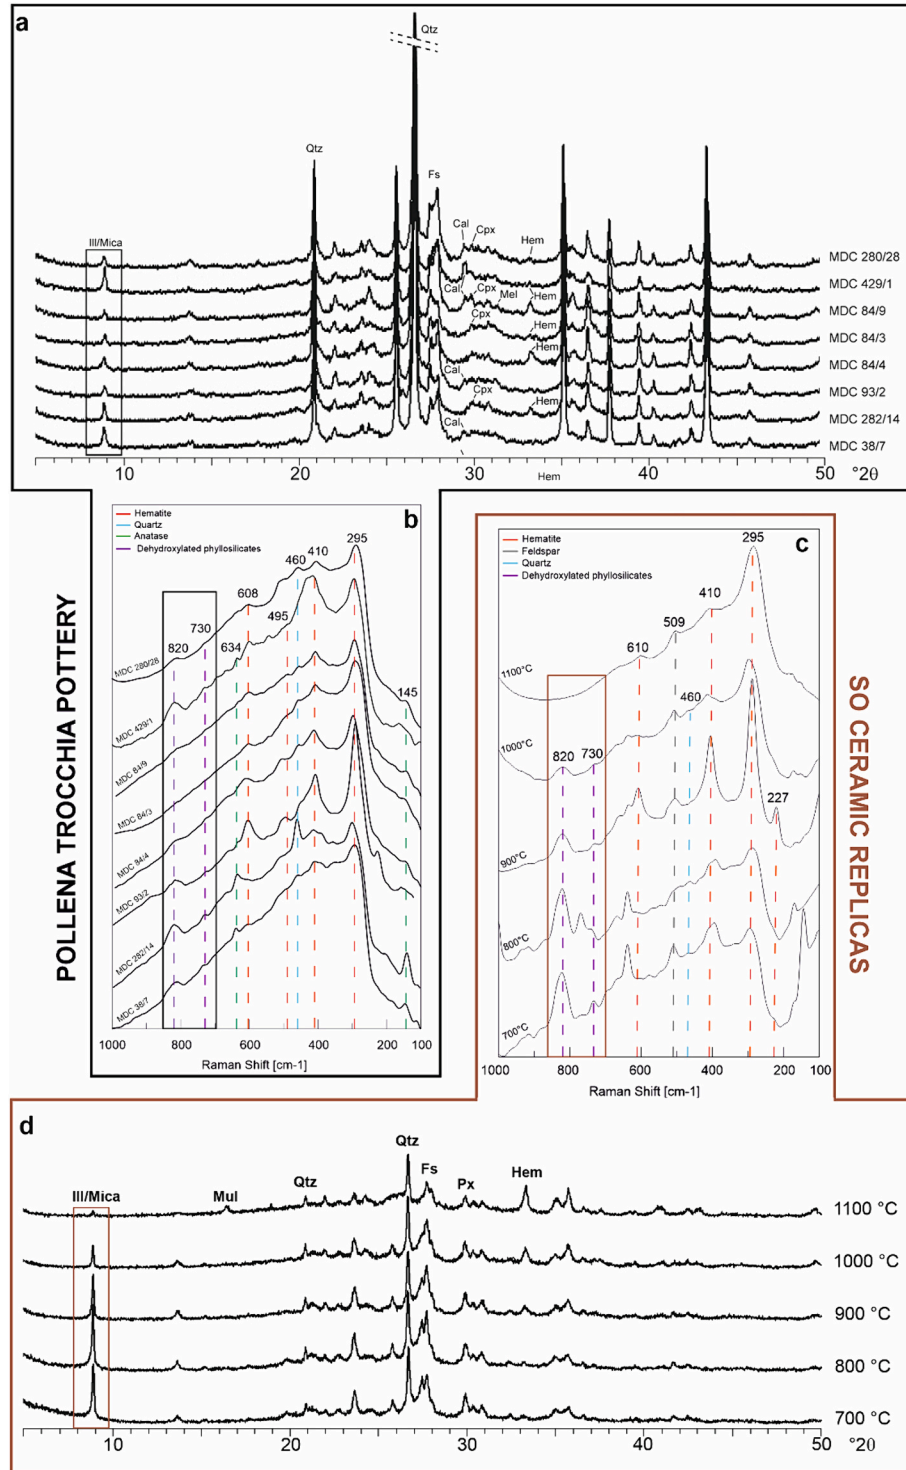 a
Qtz
Qtz
Fs
Cal
Cpx
Ill/Mica
Hem
MDC 280/28
Cal
Cpx
Mel
Hem
MDC 429/1
MDC 84/9
Cpx
Hem
MDC 84/3
Hem
MDC 84/4
Cal
MDC 93/2
Cpx
Hem
MDC 282/14
Cal
MDC 38/7
10
20
30
40
50
°2θ
Hem
POLLENA TROCCHIA POTTERY
b
Hematite
Quartz
Anatase
Dehydroxylated phyllosilicates
295
410
460
608
495
730
634
820
145
MDC 280/28
MDC 429/1
MDC 84/9
MDC 84/3
MDC 84/4
MDC 93/2
MDC 282/14
MDC 38/7
1000
800
600
400
200
100
Raman Shift [cm-1]
c
Hematite
Feldspar
Quartz
Dehydroxylated phyllosilicates
295
410
509
610
460
820
730
227
1100°C
1000°C
900°C
800°C
700°C
1000
800
600
400
200
100
Raman Shift [cm-1]
SO CERAMIC REPLICAS
d
Qtz
Ill/Mica
Mul
Qtz
Fs
Px
Hem
1100 °C
1000 °C
900 °C
800 °C
700 °C
10
20
30
40
50
°2θ